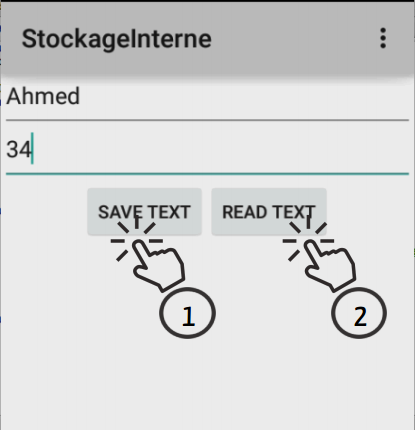 StockageInterne
Ahmed
34
SAVE TEXT READ TEXT
1 2